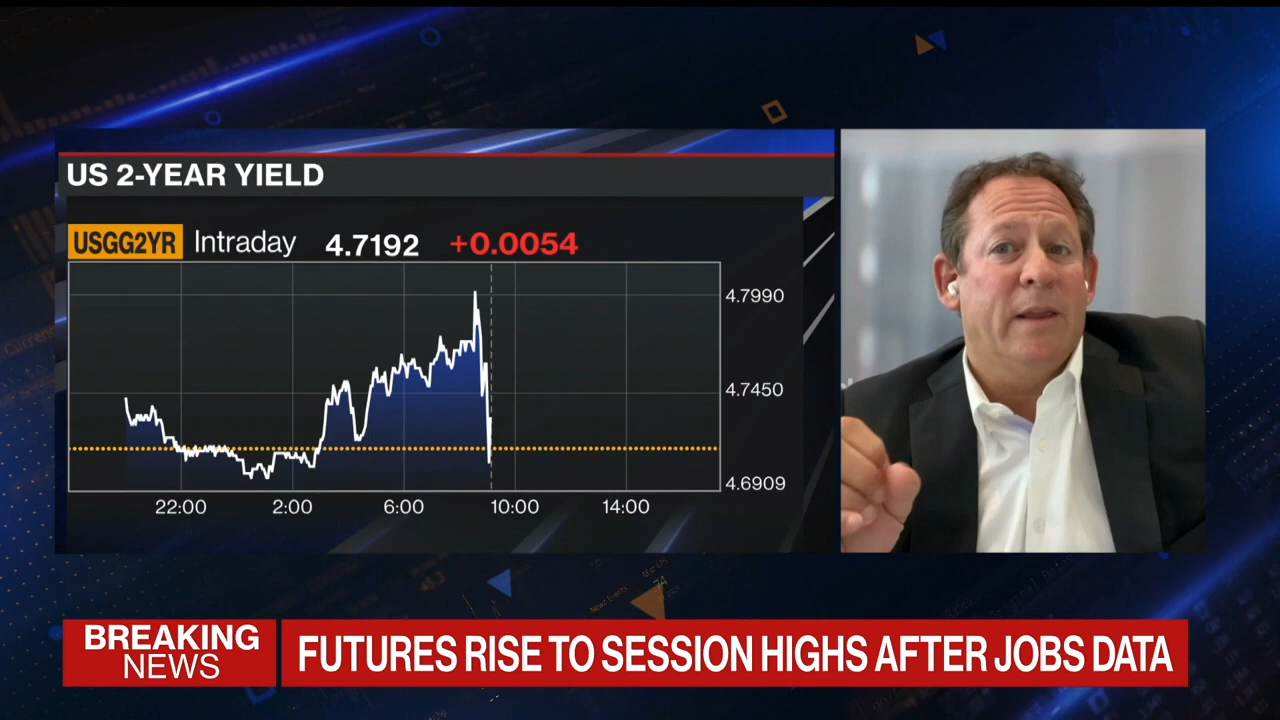 US 2-YEAR YIELD
USGG2YR Intraday 4.7192 +0.0054
4.7990
4.7450
4.6909
22:00 2:00 6:00 10:00 14:00
BREAKING
NEWS
FUTURES RISE TO SESSION HIGHS AFTER JOBS DATA